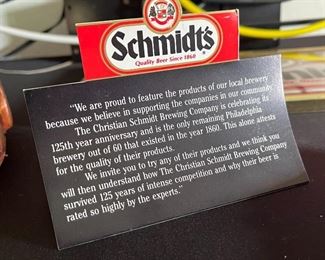 Schmidt's
Quality Beer Since 1860
"We are proud to feature the products of our local brewery
because we believe in supporting the companies in our community.
The Christian Schmidt Brewing Company is celebrating its
125th year anniversary and is the only remaining Philadelphia
brewery out of 60 that existed in the year 1860. This alone attests
for the quality of their products.
We invite you to try any of their products and we think you
will then understand how The Christian Schmidt Brewing Company
survived 125 years of intense competition and why their beer is
rated so highly by the experts."